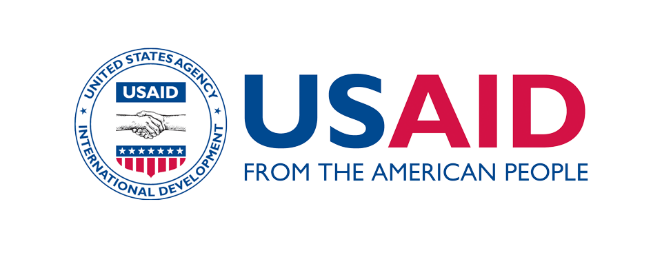 UNITED STATES AGENCY
USAID
INTERNATIONAL DEVELOPMENT
USAID
FROM THE AMERICAN PEOPLE